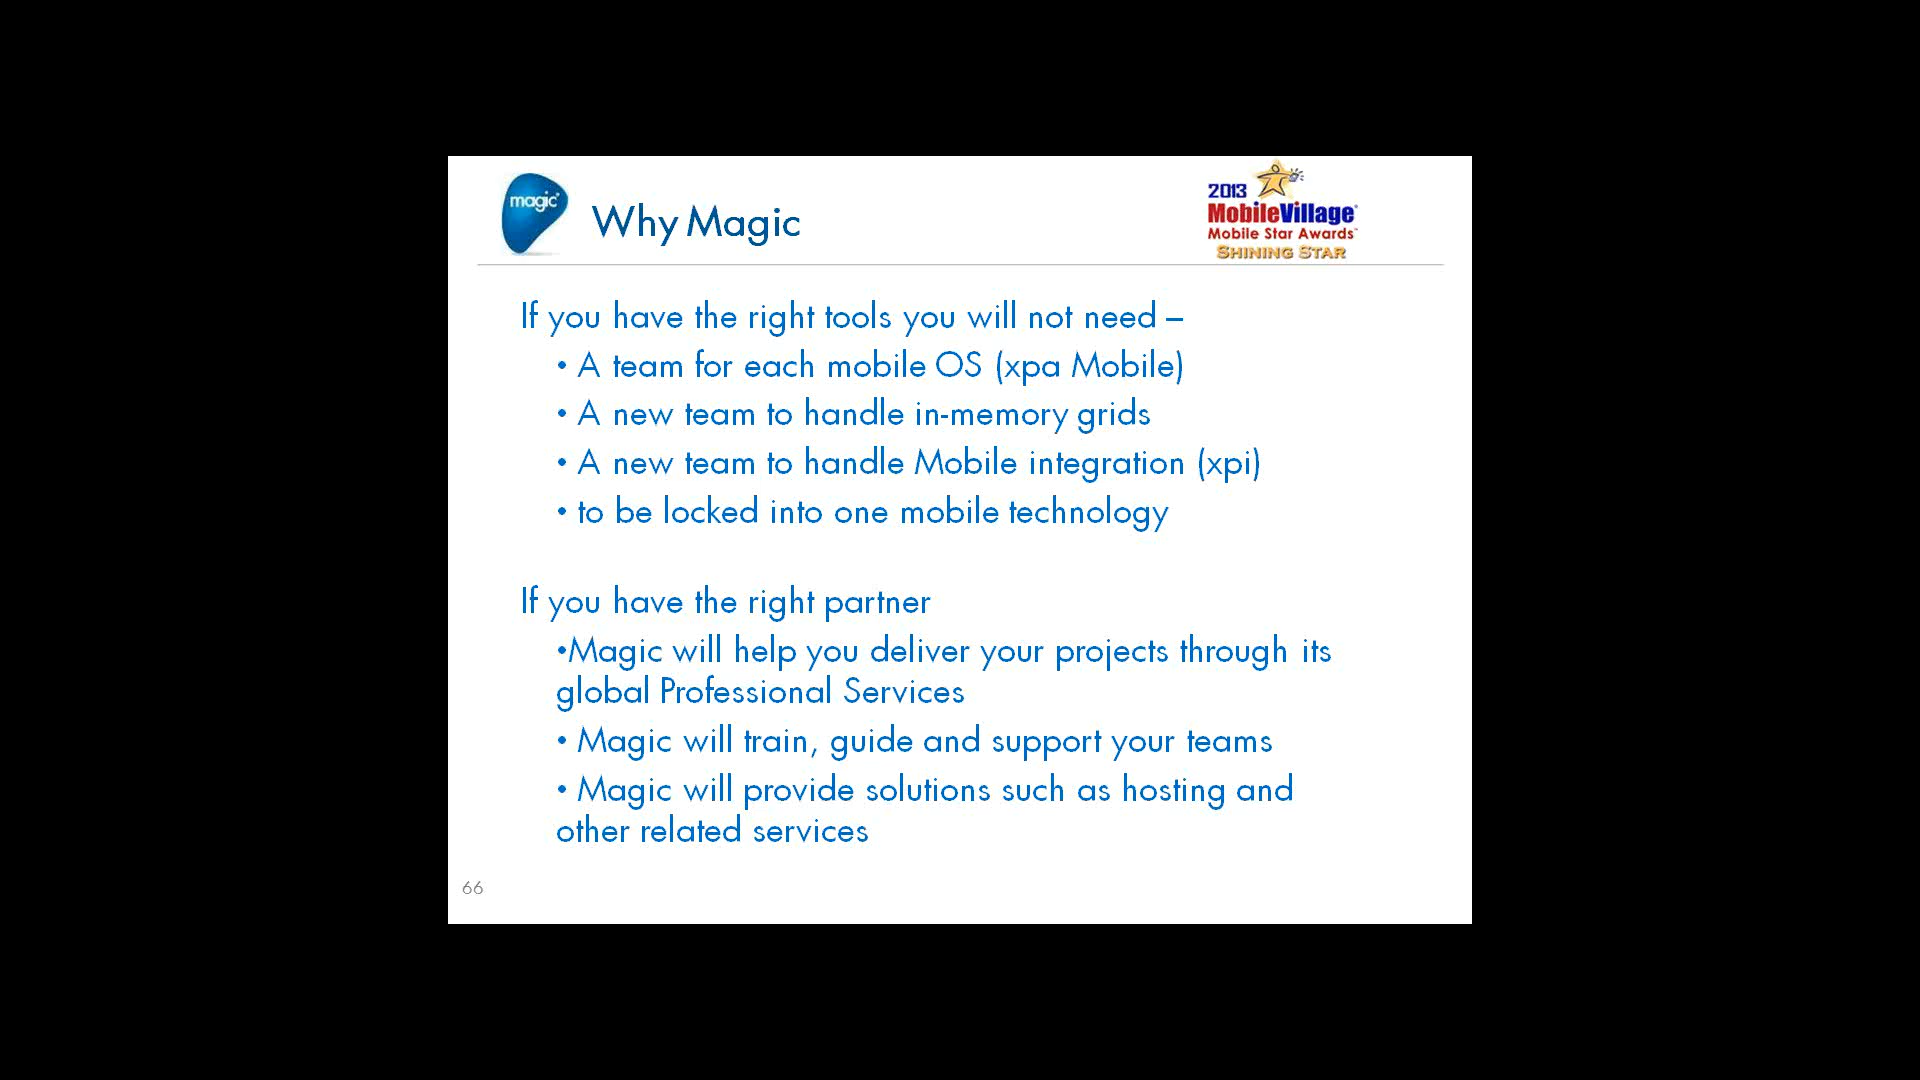 magic
Why Magic
2013
MobileVillage
Mobile Star Awards
SHINING STAR
If you have the right tools you will not need –
• A team for each mobile OS (xpa Mobile)
• A new team to handle in-memory grids
• A new team to handle Mobile integration (xpi)
• to be locked into one mobile technology
If you have the right partner
•Magic will help you deliver your projects through its
global Professional Services
• Magic will train, guide and support your teams
• Magic will provide solutions such as hosting and
other related services
66